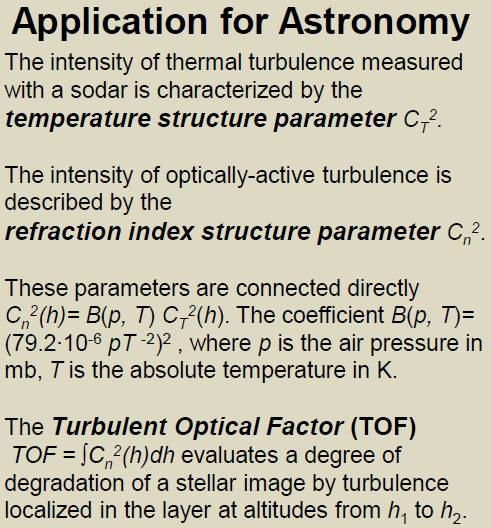 Application for Astronomy
The intensity of thermal turbulence measured
with a sodar is characterized by the
temperature structure parameter C_T².
The intensity of optically-active turbulence is
described by the
refraction index structure parameter Cₙ².
These parameters are connected directly
Cₙ²(h)= B(p, T) C_T²(h). The coefficient B(p, T)=
(79.2·10⁻⁶ pT ⁻²)² , where p is the air pressure in
mb, T is the absolute temperature in K.
The Turbulent Optical Factor (TOF)
TOF = ∫Cₙ²(h)dh evaluates a degree of
degradation of a stellar image by turbulence
localized in the layer at altitudes from h₁ to h₂.